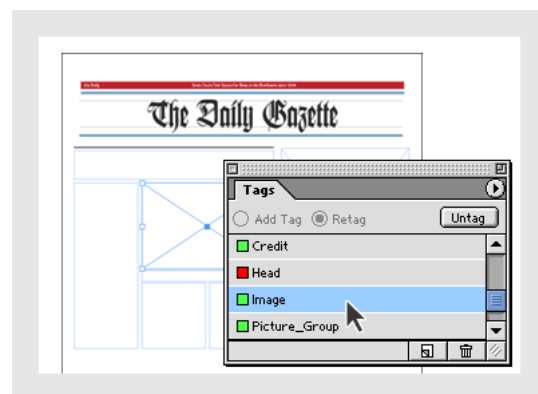 The Daily Gazette
Tags
Add Tag Retag Untag
Credit
Head
Image
Picture_Group